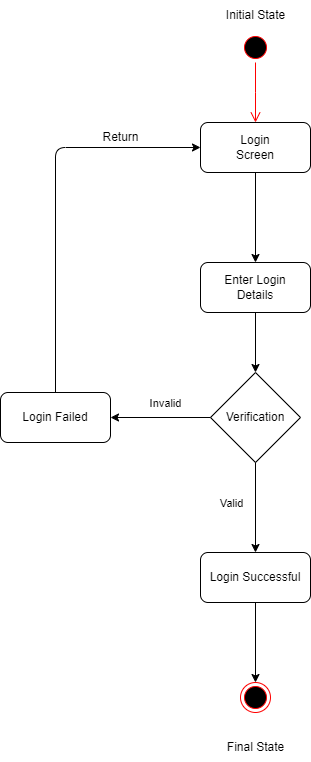 Initial State
Login
Screen
Return
Enter Login
Details
Verification
Invalid
Login Failed
Valid
Login Successful
Final State